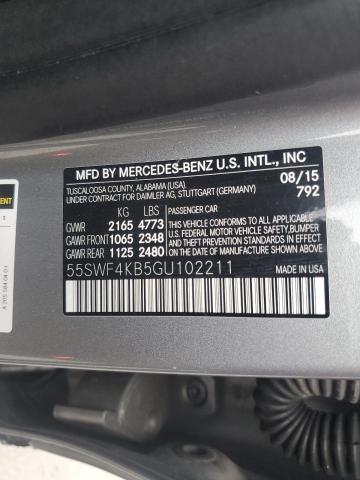 MFD BY MERCEDES-BENZ U.S. INTL., INC
TUSCALOOSA COUNTY, ALABAMA (USA)
UNDER CONTRACT FOR DAIMLER AG, STUTTGART (GERMANY)
08/15
792
KG LBS
GVWR 2165 4773
GAWR FRONT 1065 2348
GAWR REAR 1125 2480
PASSENGER CAR
THIS VEHICLE CONFORMS TO ALL APPLICABLE
U.S. FEDERAL MOTOR VEHICLE SAFETY, BUMPER
AND THEFT PREVENTION STANDARDS
IN EFFECT ON THE DATE OF
MANUFACTURE SHOWN ABOVE.
55SWF4KB5GU102211